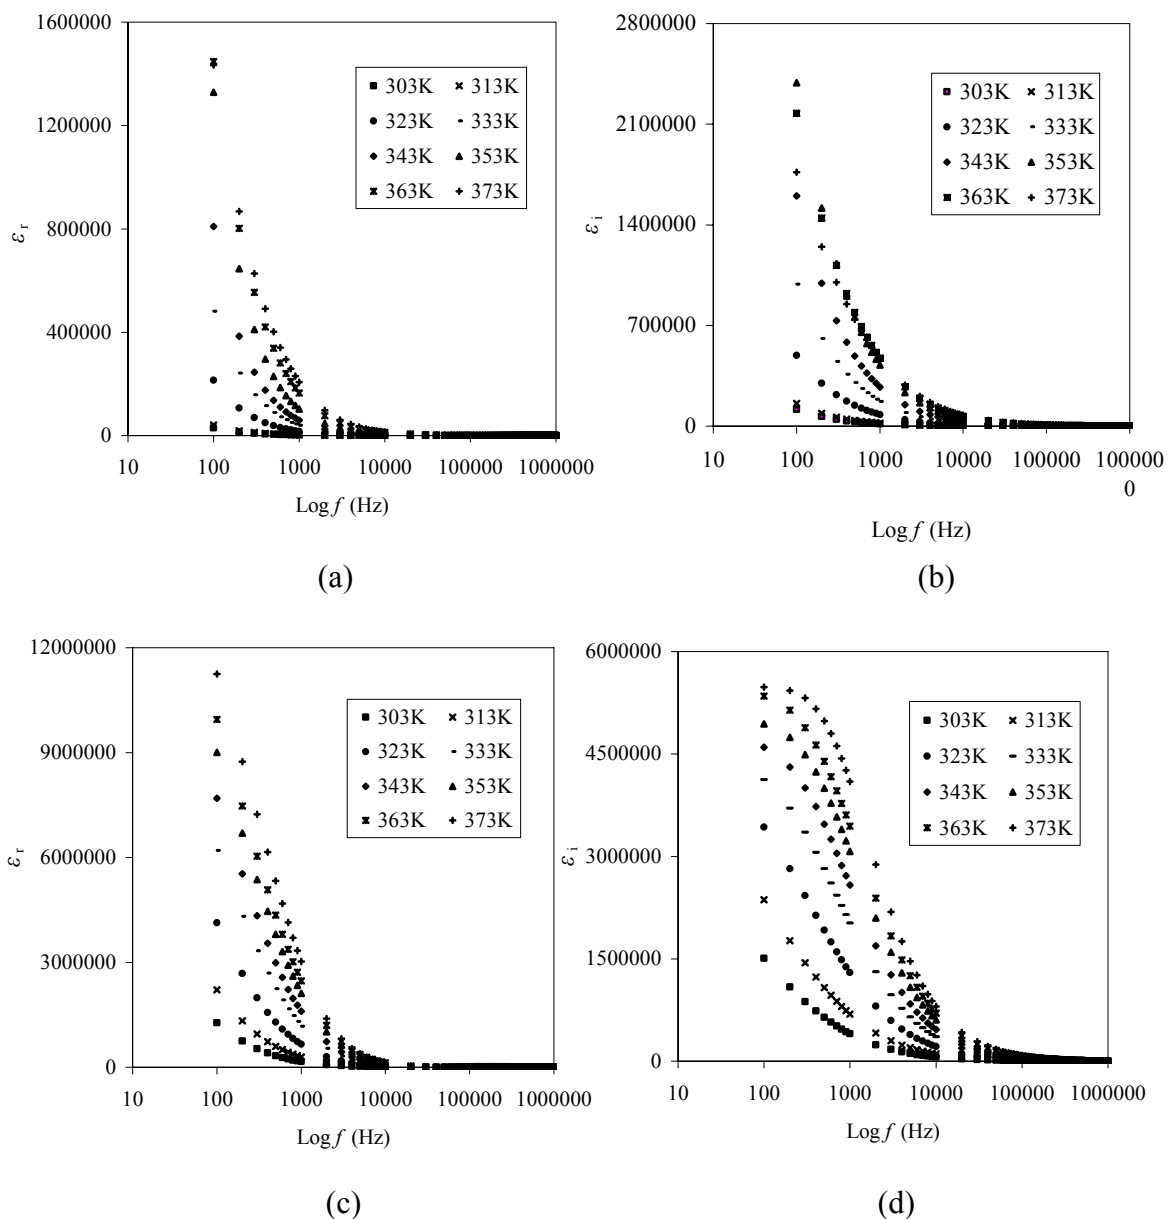 1600000
1200000
800000
400000
0
εr
303K 313K
323K 333K
343K 353K
363K 373K
10 100 1000 10000 100000 1000000
Log f (Hz)
(a)
2800000
2100000
1400000
700000
0
εi
303K 313K
323K 333K
343K 353K
363K 373K
10 100 1000 10000 100000 100000
0
Log f (Hz)
(b)
12000000
9000000
6000000
3000000
0
εr
303K 313K
323K 333K
343K 353K
363K 373K
10 100 1000 10000 100000 1000000
Log f (Hz)
(c)
6000000
4500000
3000000
1500000
0
εi
303K 313K
323K 333K
343K 353K
363K 373K
10 100 1000 10000 100000 1000000
Log f (Hz)
(d)